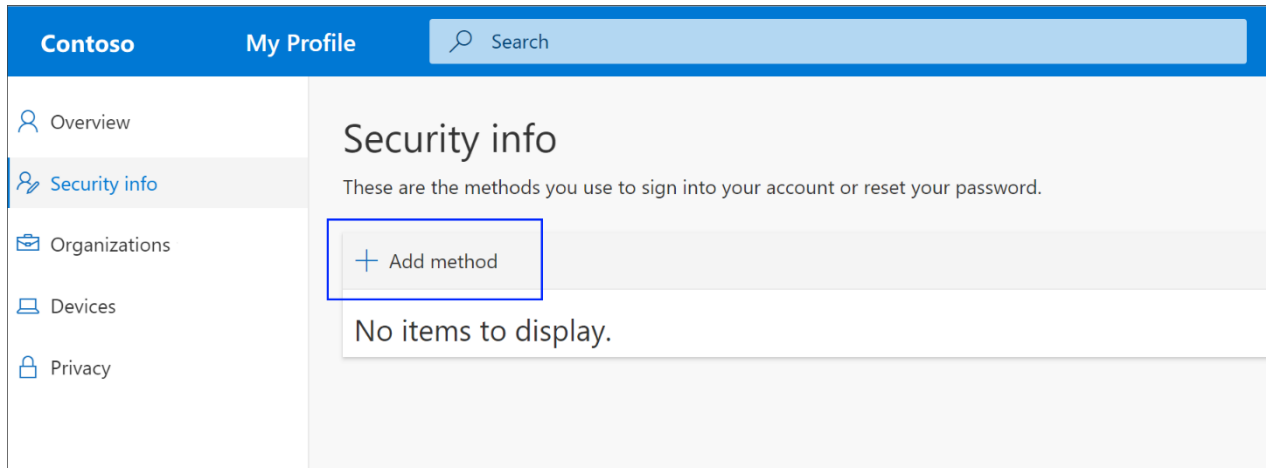 Contoso
My Profile
Search
Overview
Security info
Organizations
Devices
Privacy
Security info
These are the methods you use to sign into your account or reset your password.
Add method
No items to display.